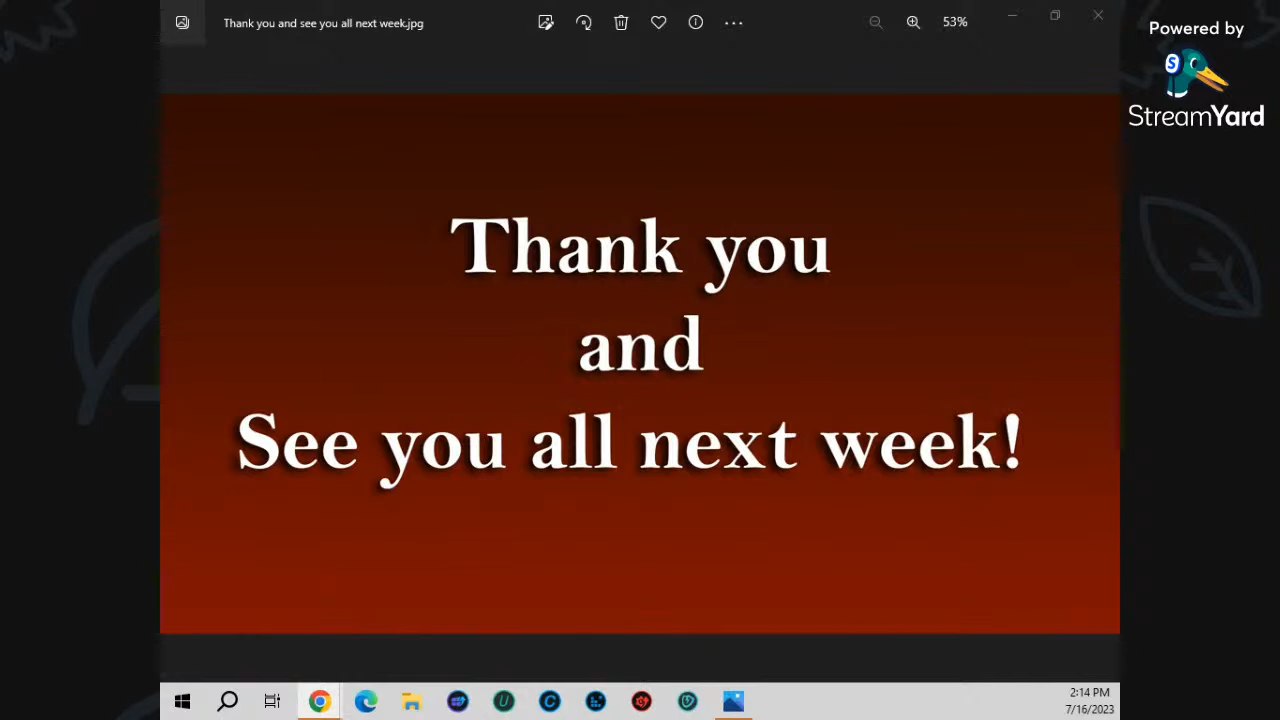 Thank you and see you all next week.jpg
53%
Powered by
S
StreamYard
Thank you
and
See you all next week!
U
C
2:14 PM
7/16/2023